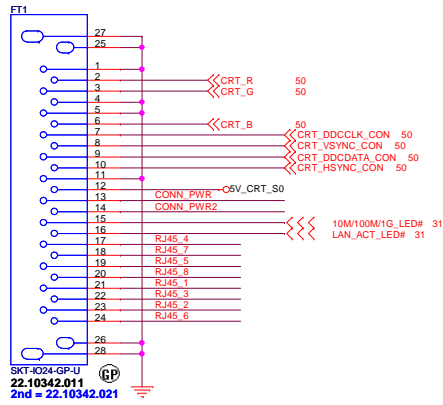 FT1
27
25
1
2 CRT_R 50
3 CRT_G 50
4
5
6 CRT_B 50
7 CRT_DDCCLK_CON 50
8 CRT_VSYNC_CON 50
9 CRT_DDCDATA_CON 50
10 CRT_HSYNC_CON 50
11
12 5V_CRT_S0
13 CONN_PWR
14 CONN_PWR2
15 10M/100M/1G_LED# 31
16 LAN_ACT_LED# 31
17 RJ45_4
18 RJ45_7
19 RJ45_5
20 RJ45_8
21 RJ45_1
22 RJ45_3
23 RJ45_2
24 RJ45_6
26
28
SKT-IO24-GP-U
GP
22.10342.011
2nd = 22.10342.021